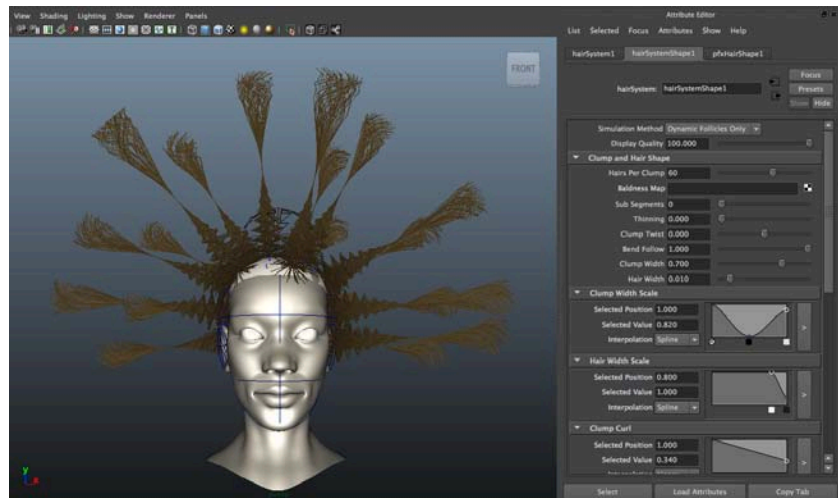 View Shading Lighting Show Renderer Panels
FRONT
y
x
Attribute Editor
List Selected Focus Attributes Show Help
hairSystem1 hairSystemShape1 pfxHairShape1
hairSystem: hairSystemShape1
Focus
Presets
Show Hide
Simulation Method Dynamic Follicles Only
Display Quality 100.000
Clump and Hair Shape
Hairs Per Clump 60
Baldness Map
Sub Segments 0
Thinning 0.000
Clump Twist 0.000
Bend Follow 1.000
Clump Width 0.700
Hair Width 0.010
Clump Width Scale
Selected Position 1.000
Selected Value 0.820
Interpolation Spline
>
Hair Width Scale
Selected Position 0.800
Selected Value 1.000
Interpolation Spline
>
Clump Curl
Selected Position 1.000
Selected Value 0.340
>
Select Load Attributes Copy Tab